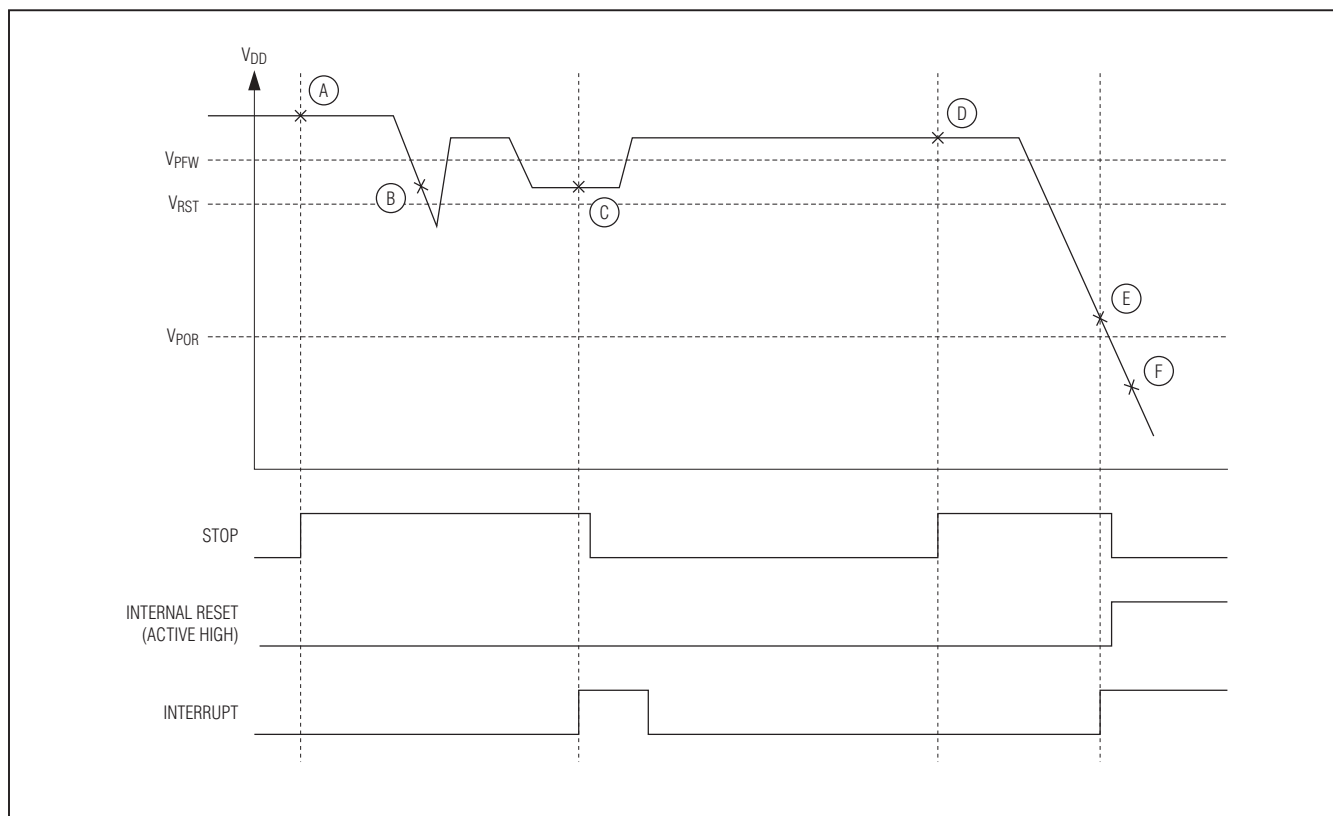 VDD
A
VPFW
B
VRST
C
D
E
VPOR
F
STOP
INTERNAL RESET
(ACTIVE HIGH)
INTERRUPT